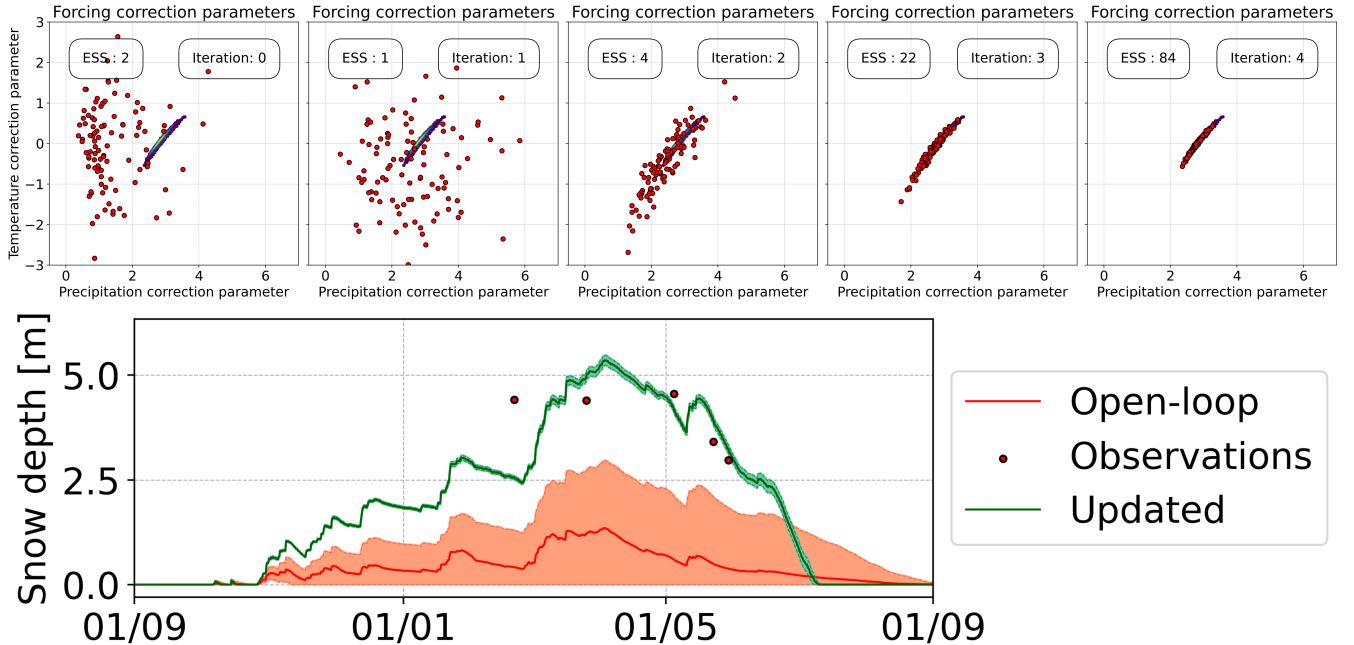 Forcing correction parameters
Forcing correction parameters
Forcing correction parameters
Forcing correction parameters
Forcing correction parameters
Temperature correction parameter
3
2
1
0
−1
−2
−3
ESS : 2
Iteration: 0
ESS : 1
Iteration: 1
ESS : 4
Iteration: 2
ESS : 22
Iteration: 3
ESS : 84
Iteration: 4
0 2 4 6
0 2 4 6
0 2 4 6
0 2 4 6
0 2 4 6
Precipitation correction parameter
Precipitation correction parameter
Precipitation correction parameter
Precipitation correction parameter
Precipitation correction parameter
Snow depth [m]
5.0
2.5
0.0
01/09 01/01 01/05 01/09
Open-loop
Observations
Updated